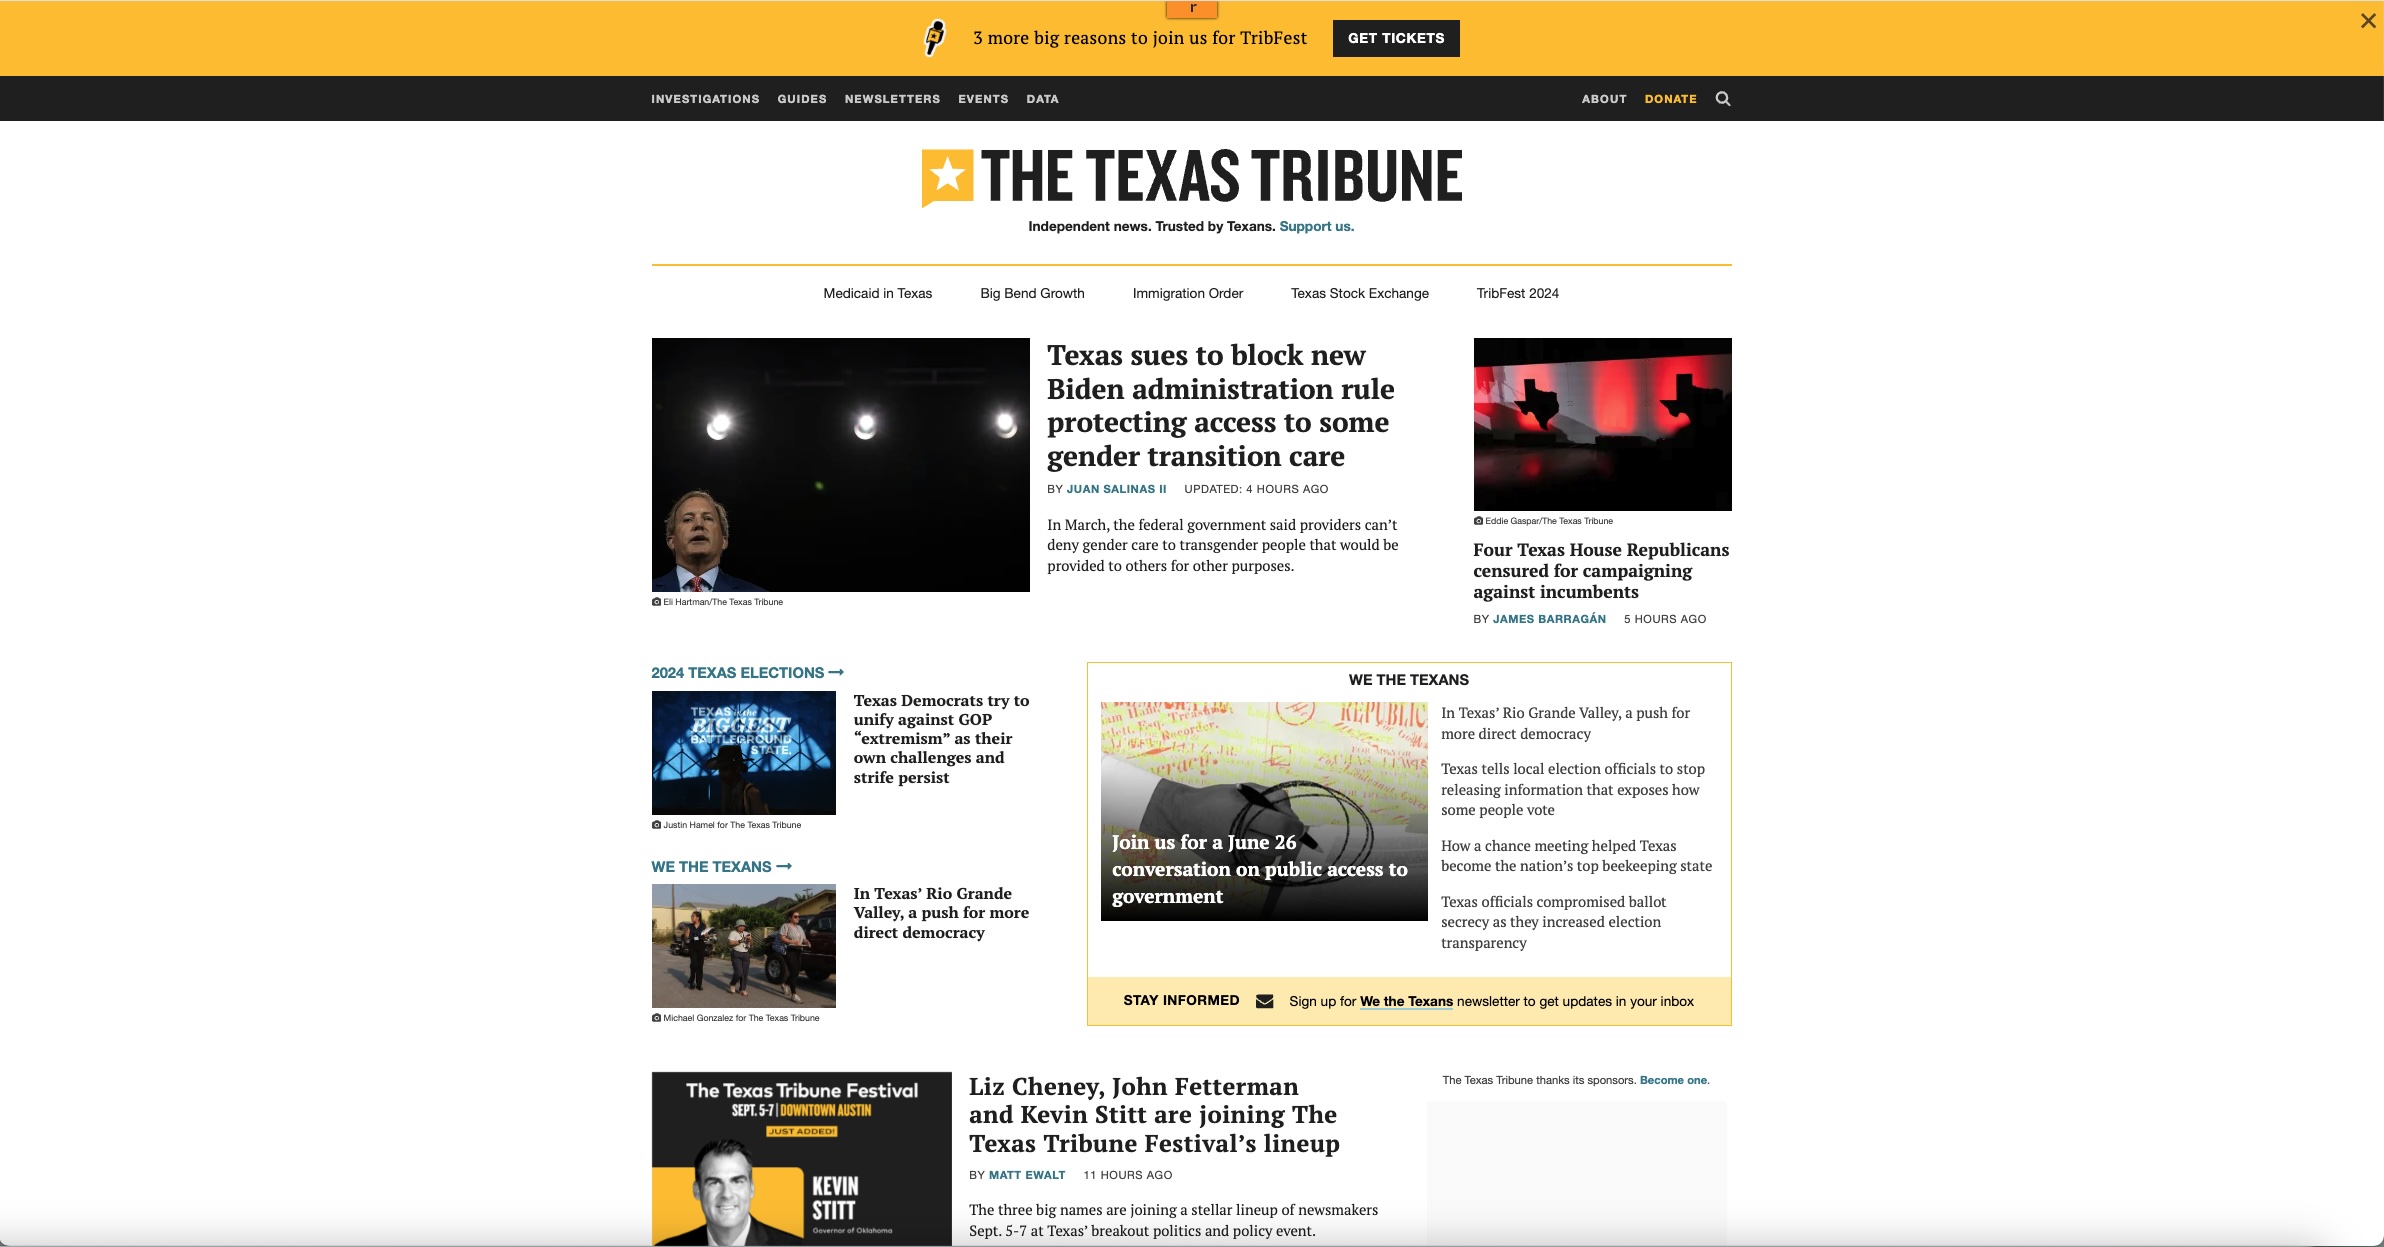 r
3 more big reasons to join us for TribFest
GET TICKETS
INVESTIGATIONS GUIDES NEWSLETTERS EVENTS DATA
ABOUT DONATE
THE TEXAS TRIBUNE
Independent news. Trusted by Texans. Support us.
Medicaid in Texas
Big Bend Growth
Immigration Order
Texas Stock Exchange
TribFest 2024
Eli Hartman/The Texas Tribune
Texas sues to block new
Biden administration rule
protecting access to some
gender transition care
BY JUAN SALINAS II UPDATED: 4 HOURS AGO
In March, the federal government said providers can’t
deny gender care to transgender people that would be
provided to others for other purposes.
Eddie Gaspar/The Texas Tribune
Four Texas House Republicans
censured for campaigning
against incumbents
BY JAMES BARRAGÁN 5 HOURS AGO
2024 TEXAS ELECTIONS
TEXAS is the
BIGGEST
BATTLEGROUND
STATE.
Justin Hamel for The Texas Tribune
Texas Democrats try to
unify against GOP
“extremism” as their
own challenges and
strife persist
WE THE TEXANS
Michael Gonzalez for The Texas Tribune
In Texas’ Rio Grande
Valley, a push for more
direct democracy
WE THE TEXANS
REPUBLIC
Join us for a June 26
conversation on public access to
government
In Texas’ Rio Grande Valley, a push for
more direct democracy
Texas tells local election officials to stop
releasing information that exposes how
some people vote
How a chance meeting helped Texas
become the nation’s top beekeeping state
Texas officials compromised ballot
secrecy as they increased election
transparency
STAY INFORMED
Sign up for We the Texans newsletter to get updates in your inbox
The Texas Tribune Festival
SEPT. 5-7 | DOWNTOWN AUSTIN
JUST ADDED!
KEVIN
STITT
Governor of Oklahoma
Liz Cheney, John Fetterman
and Kevin Stitt are joining The
Texas Tribune Festival’s lineup
BY MATT EWALT 11 HOURS AGO
The three big names are joining a stellar lineup of newsmakers
Sept. 5-7 at Texas’ breakout politics and policy event.
The Texas Tribune thanks its sponsors. Become one.